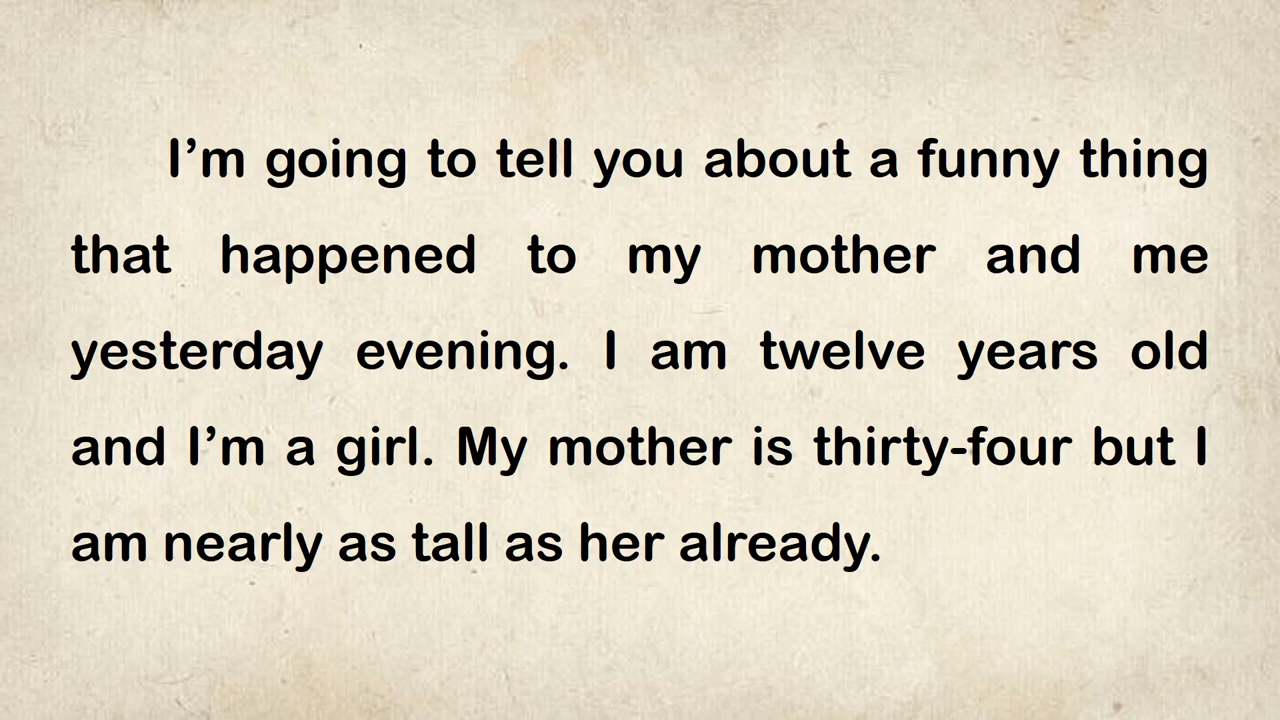 I’m going to tell you about a funny thing
that happened to my mother and me
yesterday evening. I am twelve years old
and I’m a girl. My mother is thirty-four but I
am nearly as tall as her already.